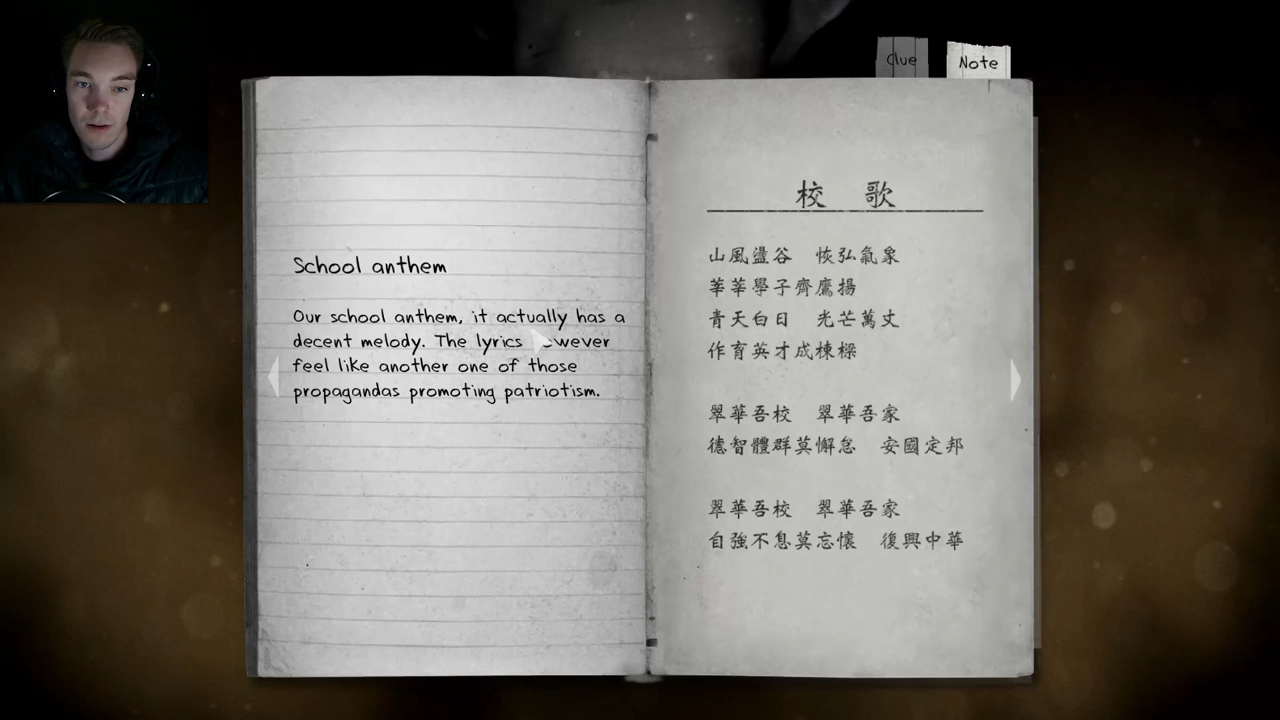 Clue
Note
School anthem
Our school anthem, it actually has a
decent melody. The lyrics wever
feel like another one of those
propagandas promoting patriotism.
校 歌
山風盪谷 恢弘氣象
莘莘學子齊鷹揚
青天白日 光芒萬丈
作育英才成棟樑
翠華吾校 翠華吾家
德智體群莫懈怠 安國定邦
翠華吾校 翠華吾家
自強不息莫忘懷 復興中華